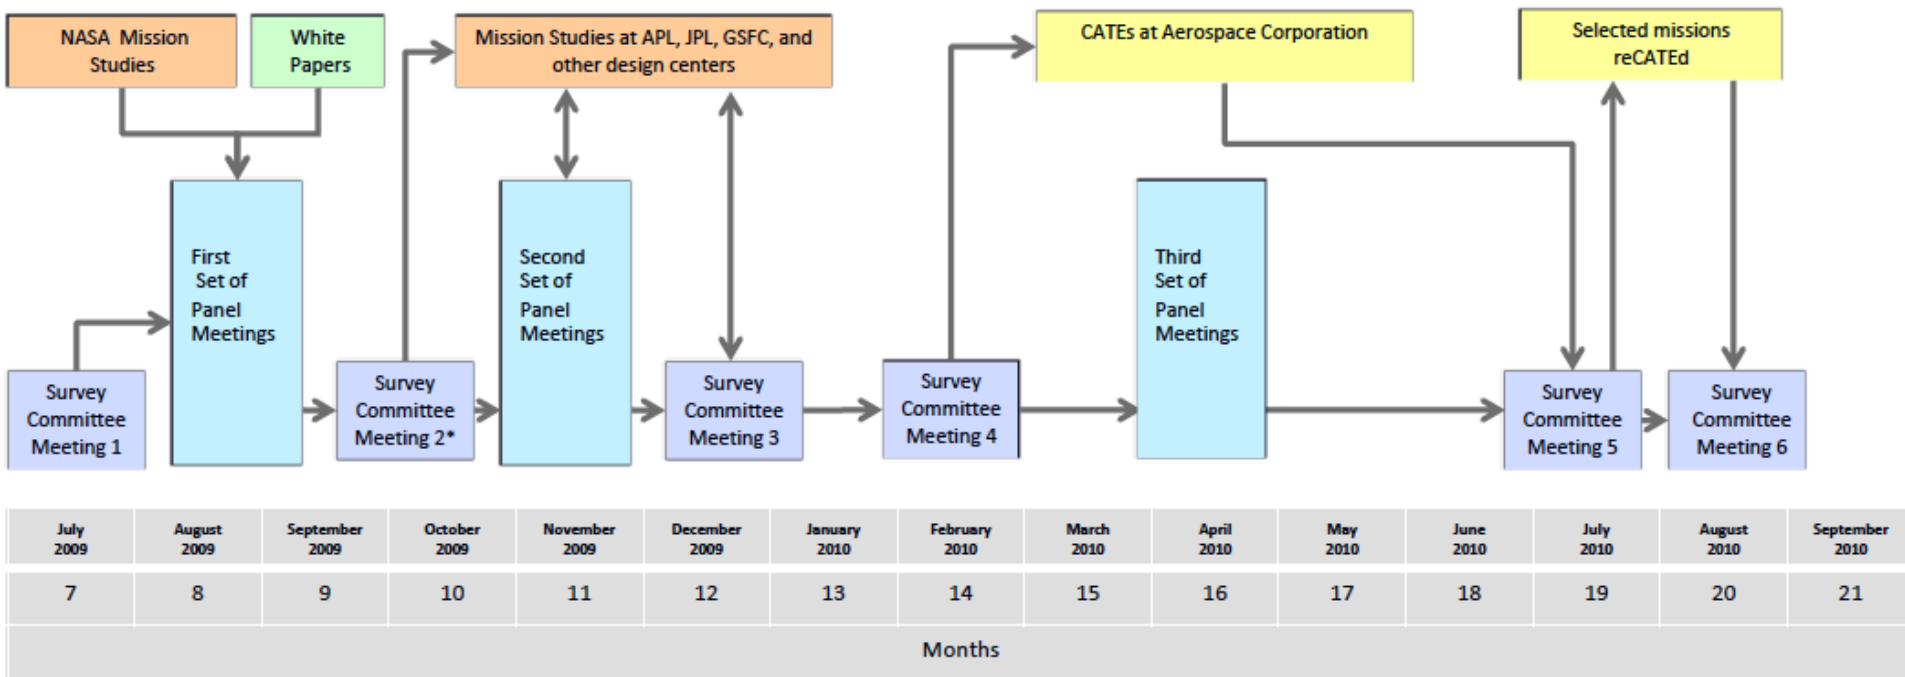 NASA Mission
Studies
White
Papers
Mission Studies at APL, JPL, GSFC, and
other design centers
CATEs at Aerospace Corporation
Selected missions
reCATEd
First
Set of
Panel
Meetings
Second
Set of
Panel
Meetings
Third
Set of
Panel
Meetings
Survey
Committee
Meeting 1
Survey
Committee
Meeting 2*
Survey
Committee
Meeting 3
Survey
Committee
Meeting 4
Survey
Committee
Meeting 5
Survey
Committee
Meeting 6
July
2009
August
2009
September
2009
October
2009
November
2009
December
2009
January
2010
February
2010
March
2010
April
2010
May
2010
June
2010
July
2010
August
2010
September
2010
7 8 9 10 11 12 13 14 15 16 17 18 19 20 21
Months